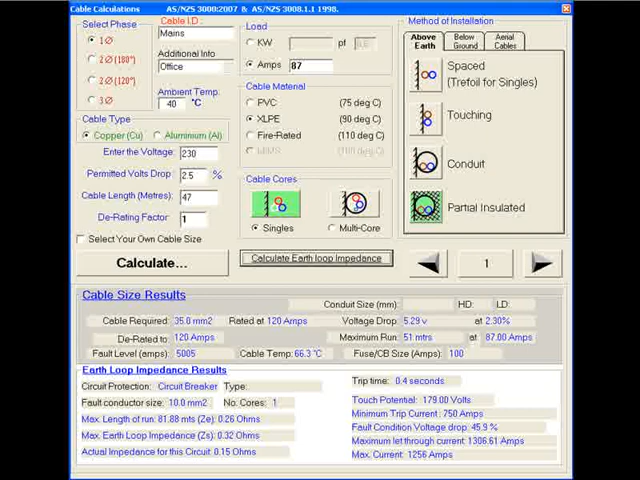 Cable Calculations AS/NZS 3000:2007 & AS/NZS 3008.1.1 1998.
Select Phase
1Ø
2Ø(180°)
2Ø(120°)
3Ø
Cable I.D :
Mains
Additional Info
Office
Ambient Temp.
40 °C
Load
KW pf
Amps 87
Cable Material
PVC (75 deg C)
XLPE (90 deg C)
Fire-Rated (110 deg C)
MIMS (100 deg C)
Method of Installation
Above Earth
Below Ground
Aerial Cables
Spaced
(Trefoil for Singles)
Touching
Conduit
Partial Insulated
Cable Type
Copper (Cu) Aluminium (Al)
Enter the Voltage: 230
Permitted Volts Drop: 2.5 %
Cable Length (Metres): 47
De-Rating Factor: 1
Select Your Own Cable Size
Cable Cores
Singles Multi-Core
Calculate...
Calculate Earth loop Impedance
1
Cable Size Results
Conduit Size (mm): HD: LD:
Cable Required: 35.0 mm2 Rated at 120 Amps Voltage Drop: 5.29 v at 2.30%
De-Rated to: 120 Amps Maximum Run: 51 mtrs at: 87.00 Amps
Fault Level (amps): 5005 Cable Temp: 66.3 °C Fuse/CB Size (Amps): 100
Earth Loop Impedance Results
Circuit Protection: Circuit Breaker Type:
Fault conductor size: 10.0 mm2 No. Cores: 1
Max. Length of run: 81.88 mts (Ze): 0.26 Ohms
Max. Earth Loop Impedance (Zs): 0.32 Ohms
Actual Impedance for this Circuit: 0.15 Ohms
Trip time: 0.4 seconds
Touch Potential: 179.00 Volts
Minimum Trip Current: 750 Amps
Fault Condition Voltage drop: 45.9 %
Maximum let through current: 1306.61 Amps
Max. Current: 1256 Amps